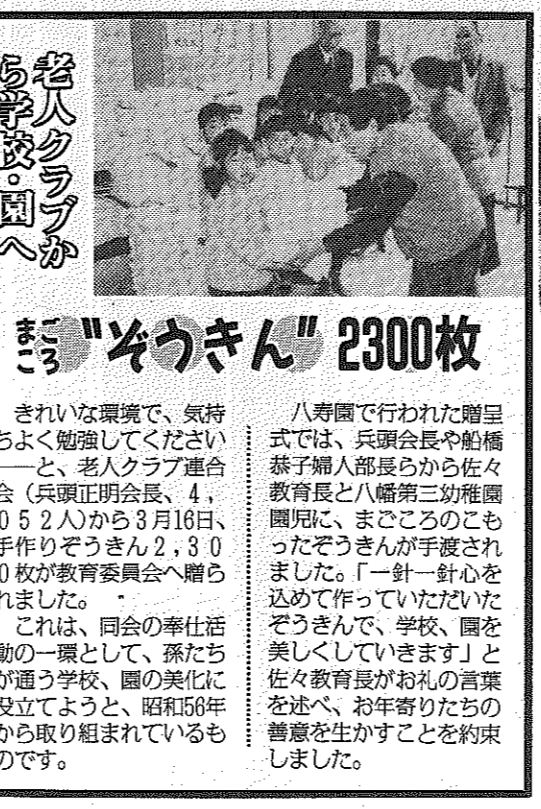 老人クラブか
ら学校・園へ
まごころ"ぞうきん"2300枚
きれいな環境で、気持
ちよく勉強してください
――と、老人クラブ連合
会（兵頭正明会長、4，
052人）から3月16日、
手作りぞうきん2，30
0枚が教育委員会へ贈ら
れました。
これは、同会の奉仕活
動の一環として、孫たち
が通う学校、園の美化に
役立てようと、昭和56年
から取り組まれているも
のです。
八寿園で行われた贈呈
式では、兵頭会長や船橋
恭子婦人部長らから佐々
教育長と八幡第三幼稚園
園児に、まごころのこも
ったぞうきんが手渡され
ました。「一針一針心を
込めて作っていただいた
ぞうきんで、学校、園を
美しくしていきます」と
佐々教育長がお礼の言葉
を述べ、お年寄りたちの
善意を生かすことを約束
しました。